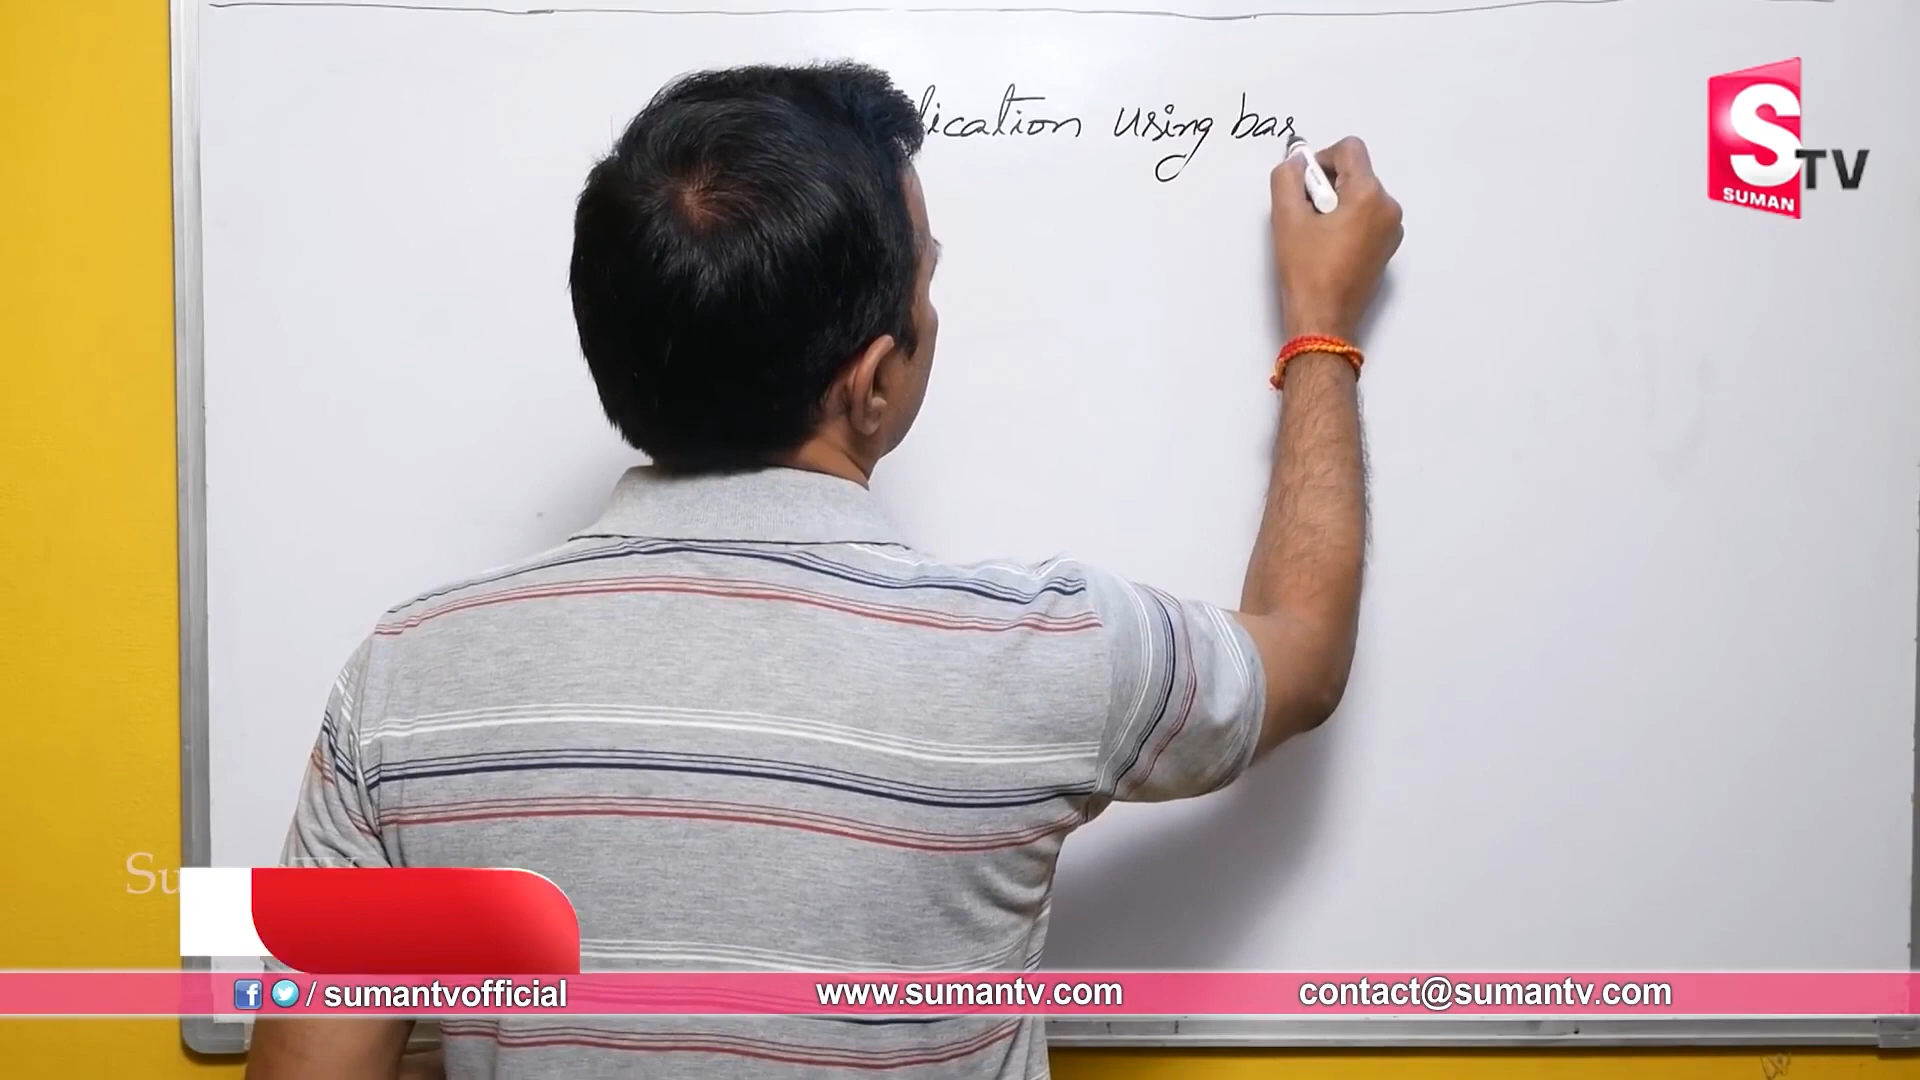 lication using bas
S TV
SUMAN
/ sumantvofficial
www.sumantv.com
contact@sumantv.com